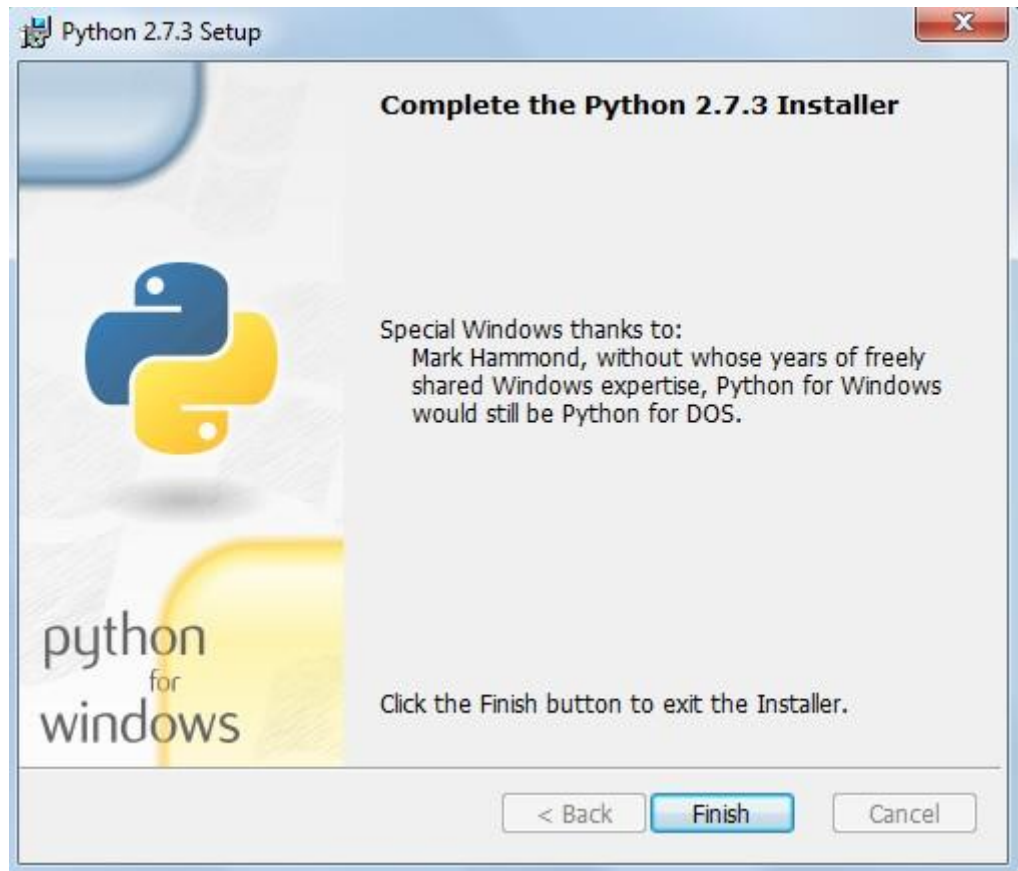 Python 2.7.3 Setup
Complete the Python 2.7.3 Installer
Special Windows thanks to:
Mark Hammond, without whose years of freely
shared Windows expertise, Python for Windows
would still be Python for DOS.
python
for
windows
Click the Finish button to exit the Installer.
< Back
Finish
Cancel